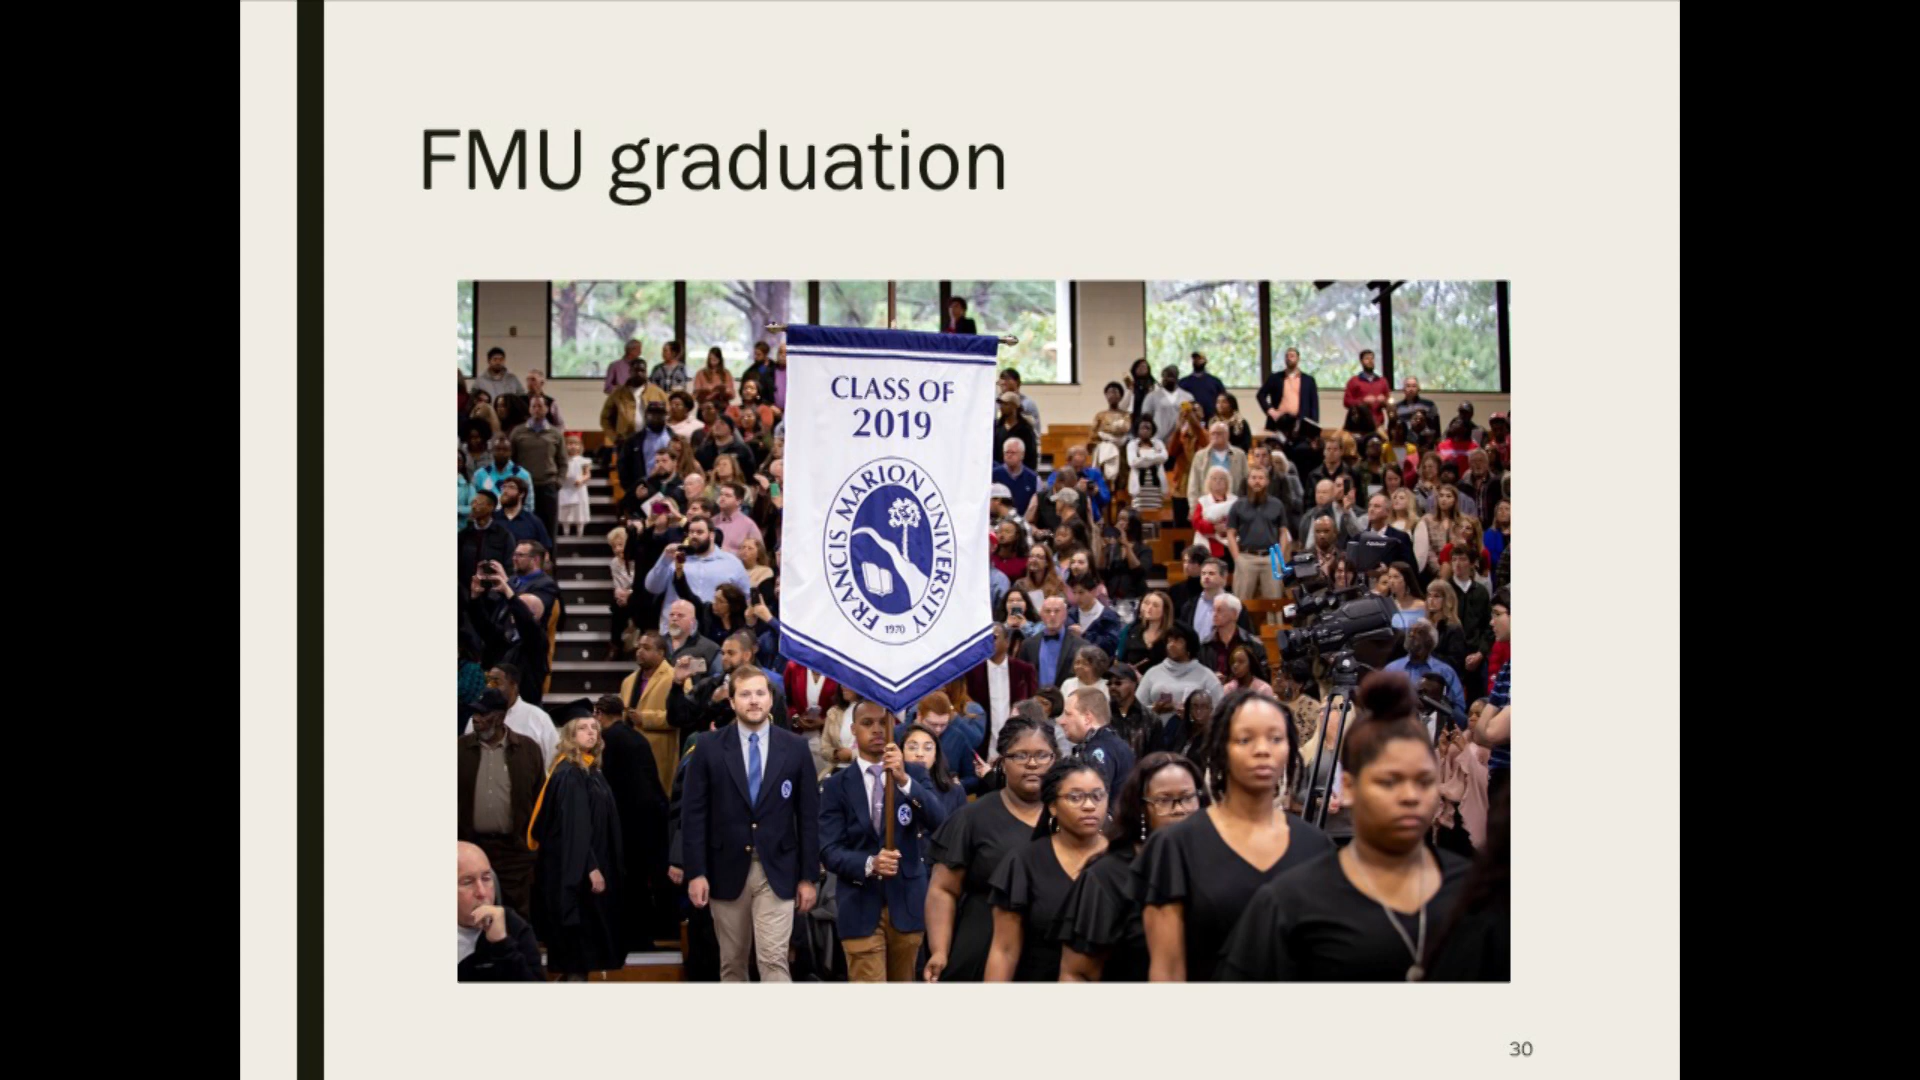 FMU graduation
CLASS OF
2019
FRANCIS MARION UNIVERSITY
1970
30